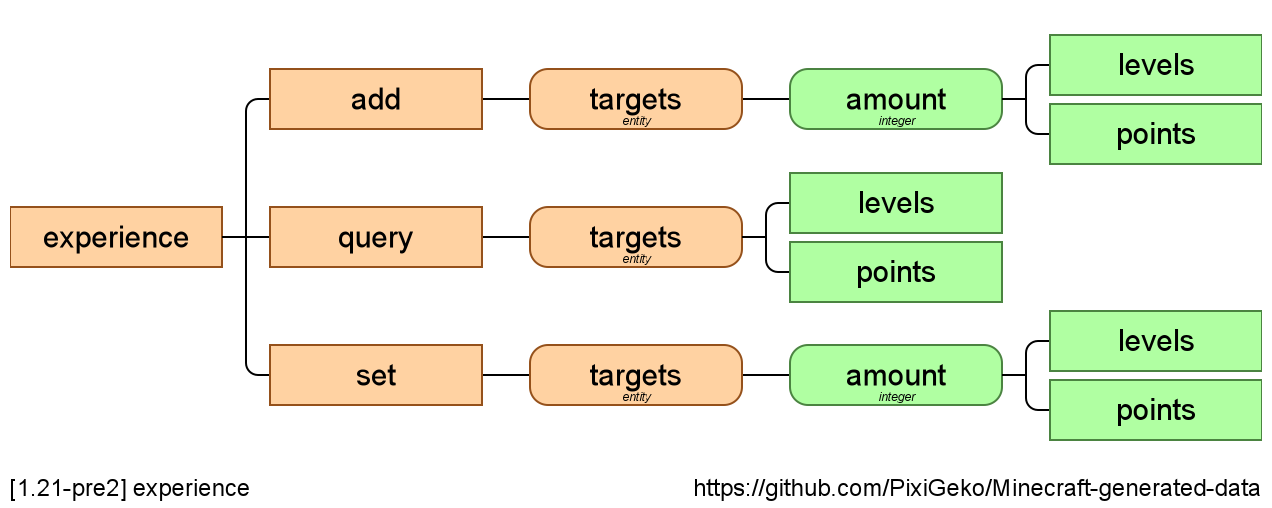 experience
add
targets
entity
amount
integer
levels
points
query
targets
entity
levels
points
set
targets
entity
amount
integer
levels
points
[1.21-pre2] experience
https://github.com/PixiGeko/Minecraft-generated-data